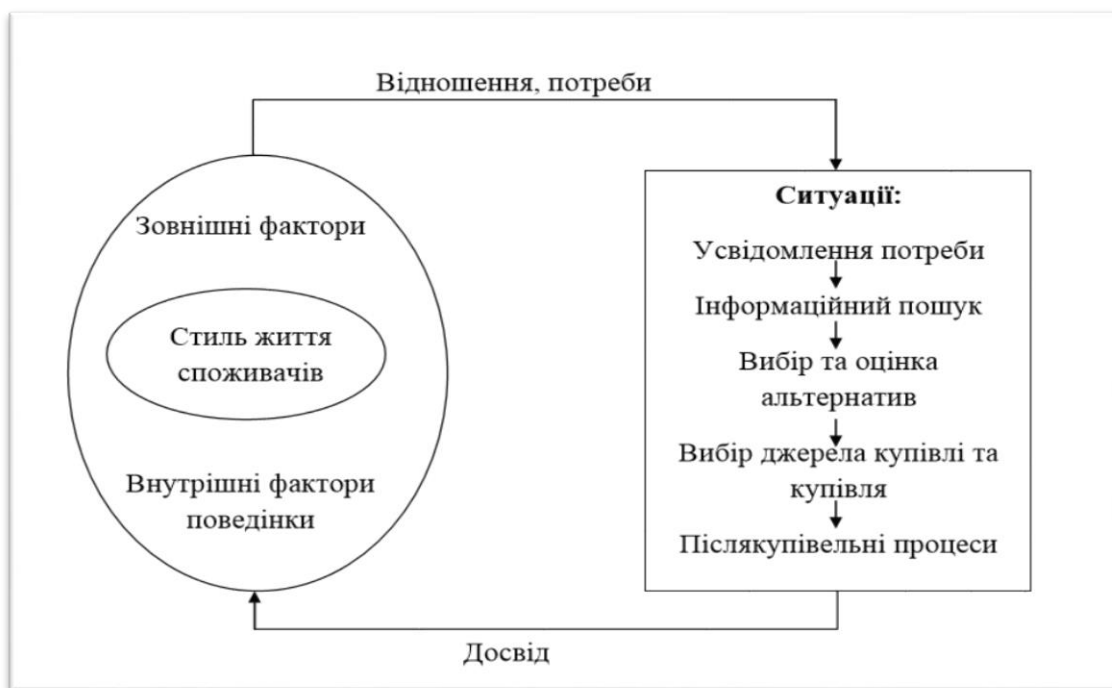 Відношення, потреби
Зовнішні фактори
Стиль життя
споживачів
Внутрішні фактори
поведінки
Ситуації:
Усвідомлення потреби
Інформаційний пошук
Вибір та оцінка
альтернатив
Вибір джерела купівлі та
купівля
Післякупівельні процеси
Досвід